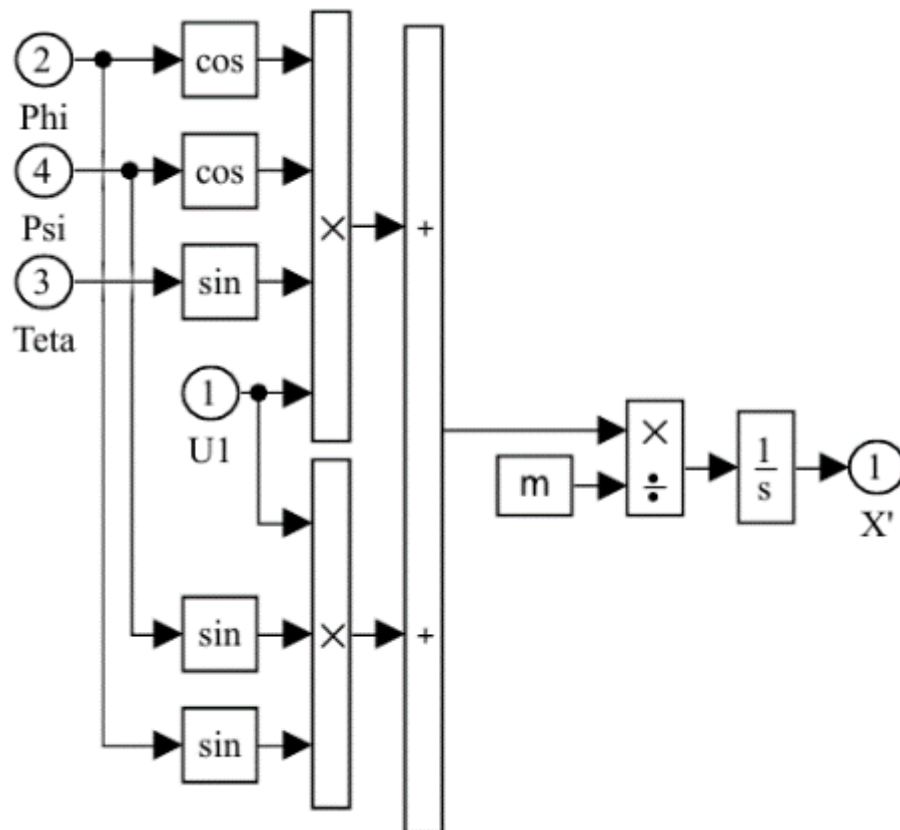 2 cos
Phi
4 cos
Psi
×
+
3 sin
Teta
1
U1
×
÷
m
1
s
1
X'
sin
×
+
sin